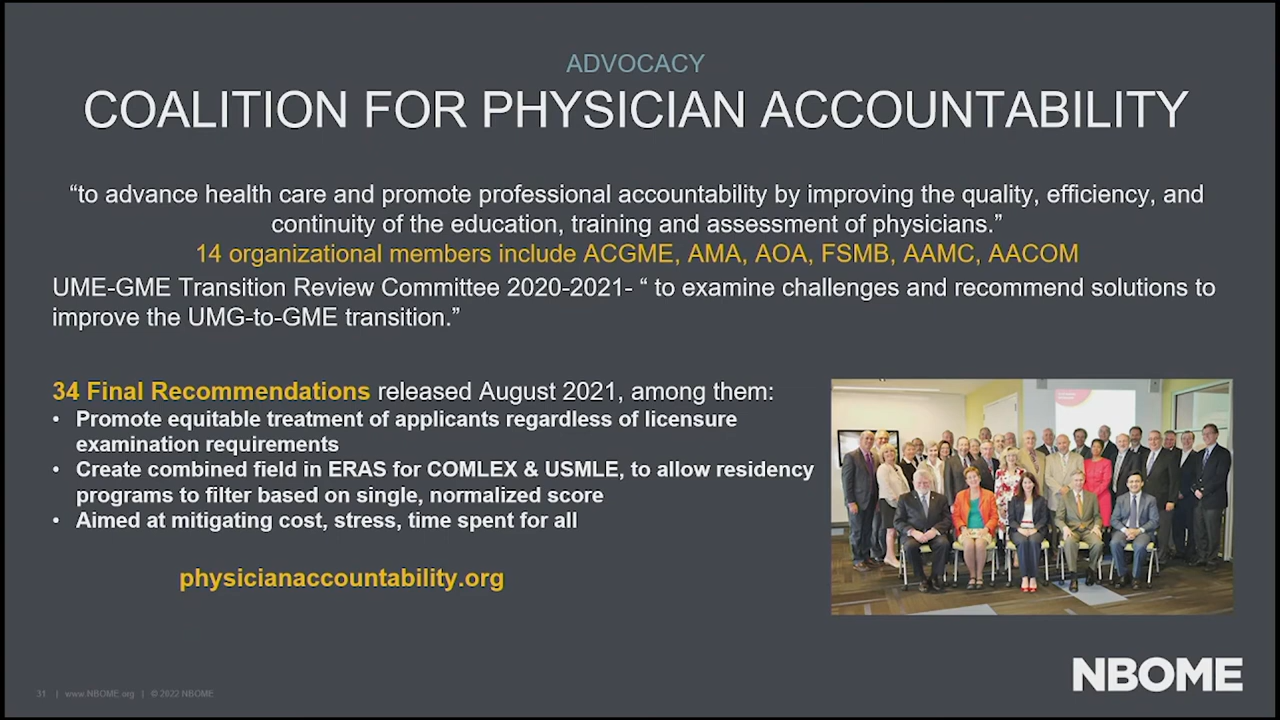 ADVOCACY
COALITION FOR PHYSICIAN ACCOUNTABILITY
“to advance health care and promote professional accountability by improving the quality, efficiency, and
continuity of the education, training and assessment of physicians.”
14 organizational members include ACGME, AMA, AOA, FSMB, AAMC, AACOM
UME-GME Transition Review Committee 2020-2021- “ to examine challenges and recommend solutions to
improve the UMG-to-GME transition.”
34 Final Recommendations released August 2021, among them:
• Promote equitable treatment of applicants regardless of licensure
examination requirements
• Create combined field in ERAS for COMLEX & USMLE, to allow residency
programs to filter based on single, normalized score
• Aimed at mitigating cost, stress, time spent for all
physicianaccountability.org
NBOME
31 | www.NBOME.org | © 2022 NBOME